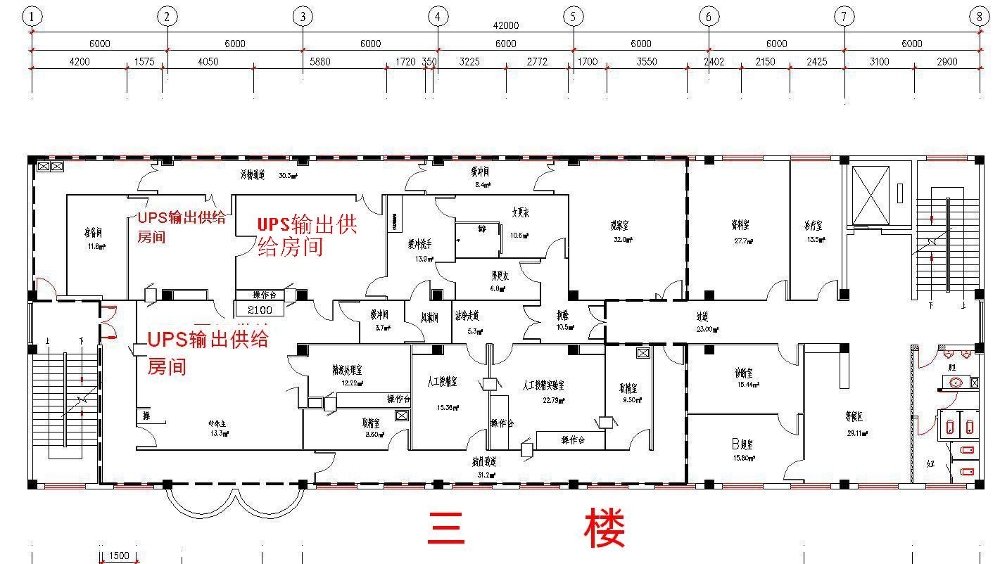 1 2 3 4 5 6 7 8
42000
6000 6000 6000 6000 6000 6000 6000
4200 1575 4050 5880 1720 350 3225 2772 1700 3550 2402 2150 2425 3100 2900
污物通道 30.3m²
缓冲间
8.4m²
准备间
11.8m²
UPS输出供给
房间
UPS输出供
给房间
缓冲洗手
13.9m²
女更衣
10.6m²
淋浴
男更衣
6.8m²
观察室
32.0m²
资料室
27.7m²
治疗室
13.5m²
下 上
操作台
2100
缓冲间
3.7m²
风淋间
洁净走道
5.3m²
换鞋
10.5m²
过道
23.00m²
上 下
UPS输出供给
房间
操
13.3m²
精液处理室
12.22m²
操作台
取精室
8.60m²
人工授精室
15.36m²
人工授精实验室
22.79m²
操作台
操作台
取精室
9.50m²
诊断室
15.44m²
B超室
15.80m²
等候区
29.11m²
男卫
女卫
病员通道
31.2m²
三 楼
1500